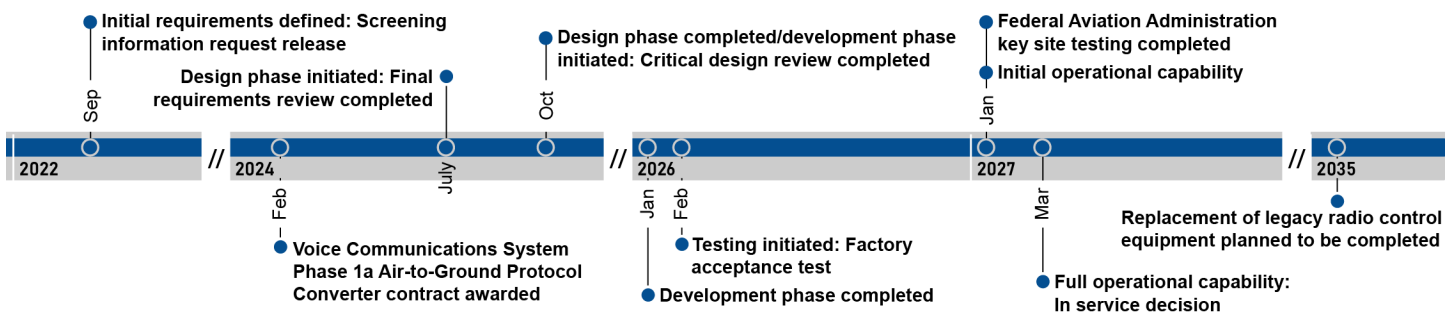 Initial requirements defined: Screening
information request release
Sep
Design phase initiated: Final
requirements review completed
July
Design phase completed/development phase
initiated: Critical design review completed
Oct
Federal Aviation Administration
key site testing completed
Initial operational capability
Jan
2022
//
2024
//
2026
2027
//
2035
Feb
Voice Communications System
Phase 1a Air-to-Ground Protocol
Converter contract awarded
Jan
Development phase completed
Feb
Testing initiated: Factory
acceptance test
Mar
Full operational capability:
In service decision
Replacement of legacy radio control
equipment planned to be completed